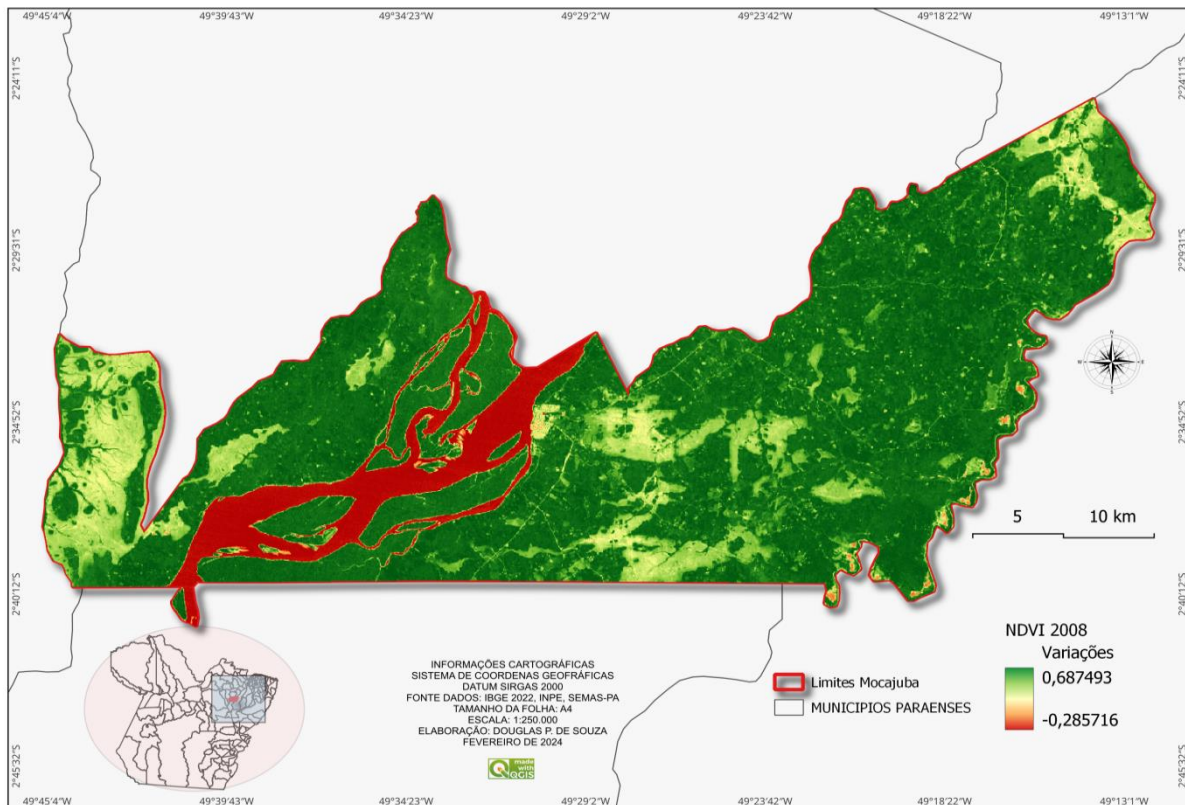 49°45'4"W 49°39'43"W 49°34'23"W 49°29'2"W 49°23'42"W 49°18'22"W 49°13'1"W
2°24'11"S 2°24'11"S
2°29'31"S 2°29'31"S
N
W E
S
2°34'52"S 2°34'52"S
5 10 km
2°40'12"S 2°40'12"S
NDVI 2008
Variações
0,687493
-0,285716
Limites Mocajuba
MUNICIPIOS PARAENSES
INFORMAÇÕES CARTOGRÁFICAS
SISTEMA DE COORDENAS GEOFRÁFICAS
DATUM SIRGAS 2000
FONTE DADOS: IBGE 2022, INPE, SEMAS-PA
TAMANHO DA FOLHA: A4
ESCALA: 1:250.000
ELABORAÇÃO: DOUGLAS P. DE SOUZA
FEVEREIRO DE 2024
made
with
QGIS
2°45'32"S 2°45'32"S
49°45'4"W 49°39'43"W 49°34'23"W 49°29'2"W 49°23'42"W 49°18'22"W 49°13'1"W